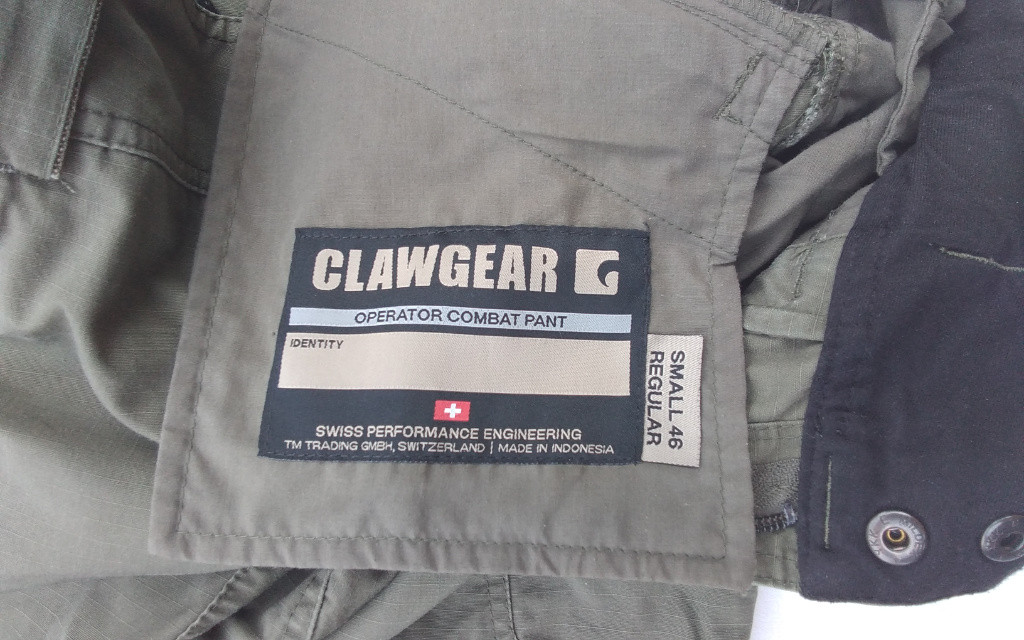 CLAWGEAR
OPERATOR COMBAT PANT
IDENTITY
SWISS PERFORMANCE ENGINEERING
TM TRADING GMBH, SWITZERLAND | MADE IN INDONESIA
SMALL 46
REGULAR